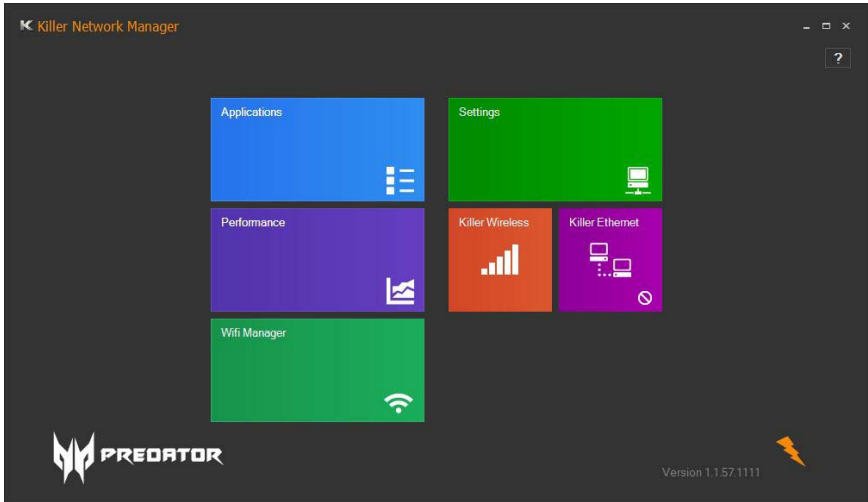 Killer Network Manager
?
Applications
Settings
Performance
Killer Wireless
Killer Ethernet
Wifi Manager
PREDATOR
Version 1.1.57.1111